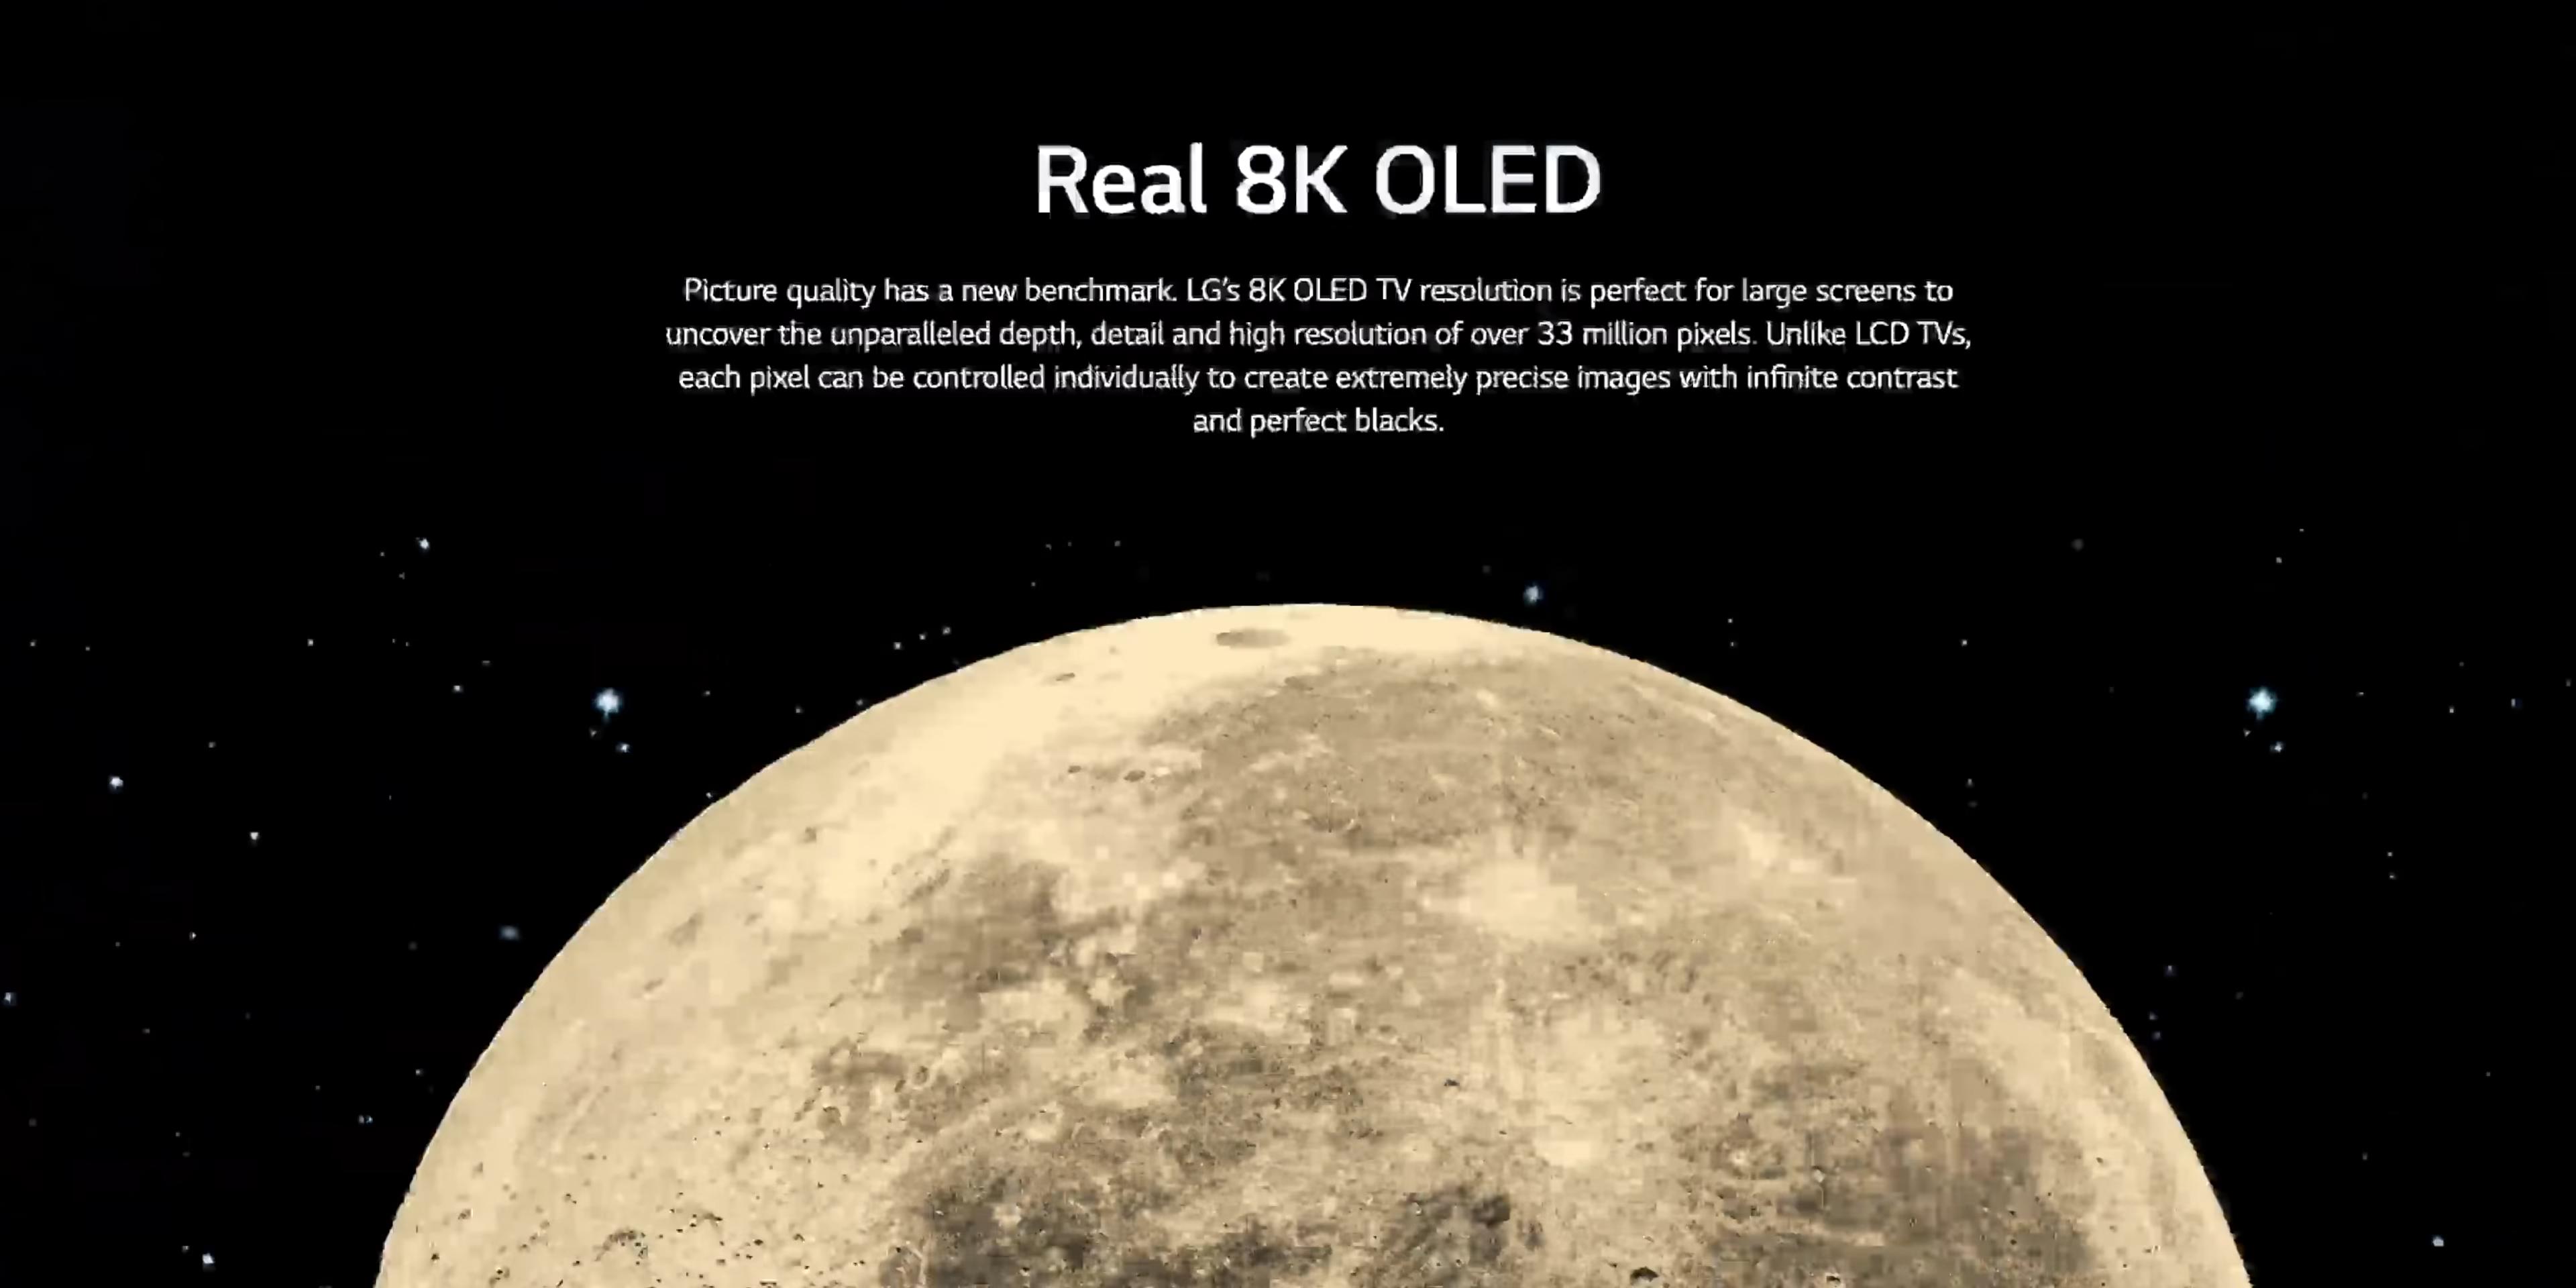 Real 8K OLED
Picture quality has a new benchmark. LG's 8K OLED TV resolution is perfect for large screens to
uncover the unparalleled depth, detail and high resolution of over 33 million pixels. Unlike LCD TVs,
each pixel can be controlled individually to create extremely precise images with infinite contrast
and perfect blacks.